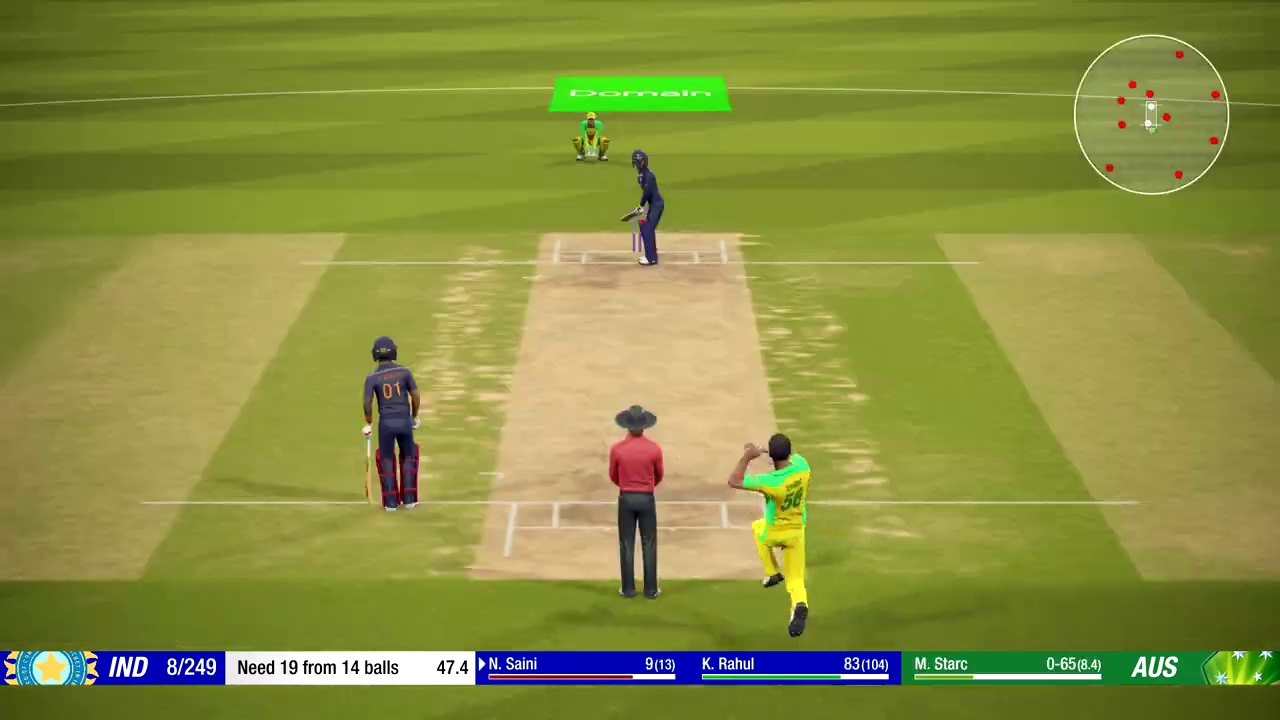 Domain
01
56
IND 8/249 Need 19 from 14 balls 47.4 N. Saini 9(13) K. Rahul 83(104) M. Starc 0-65(8.4) AUS